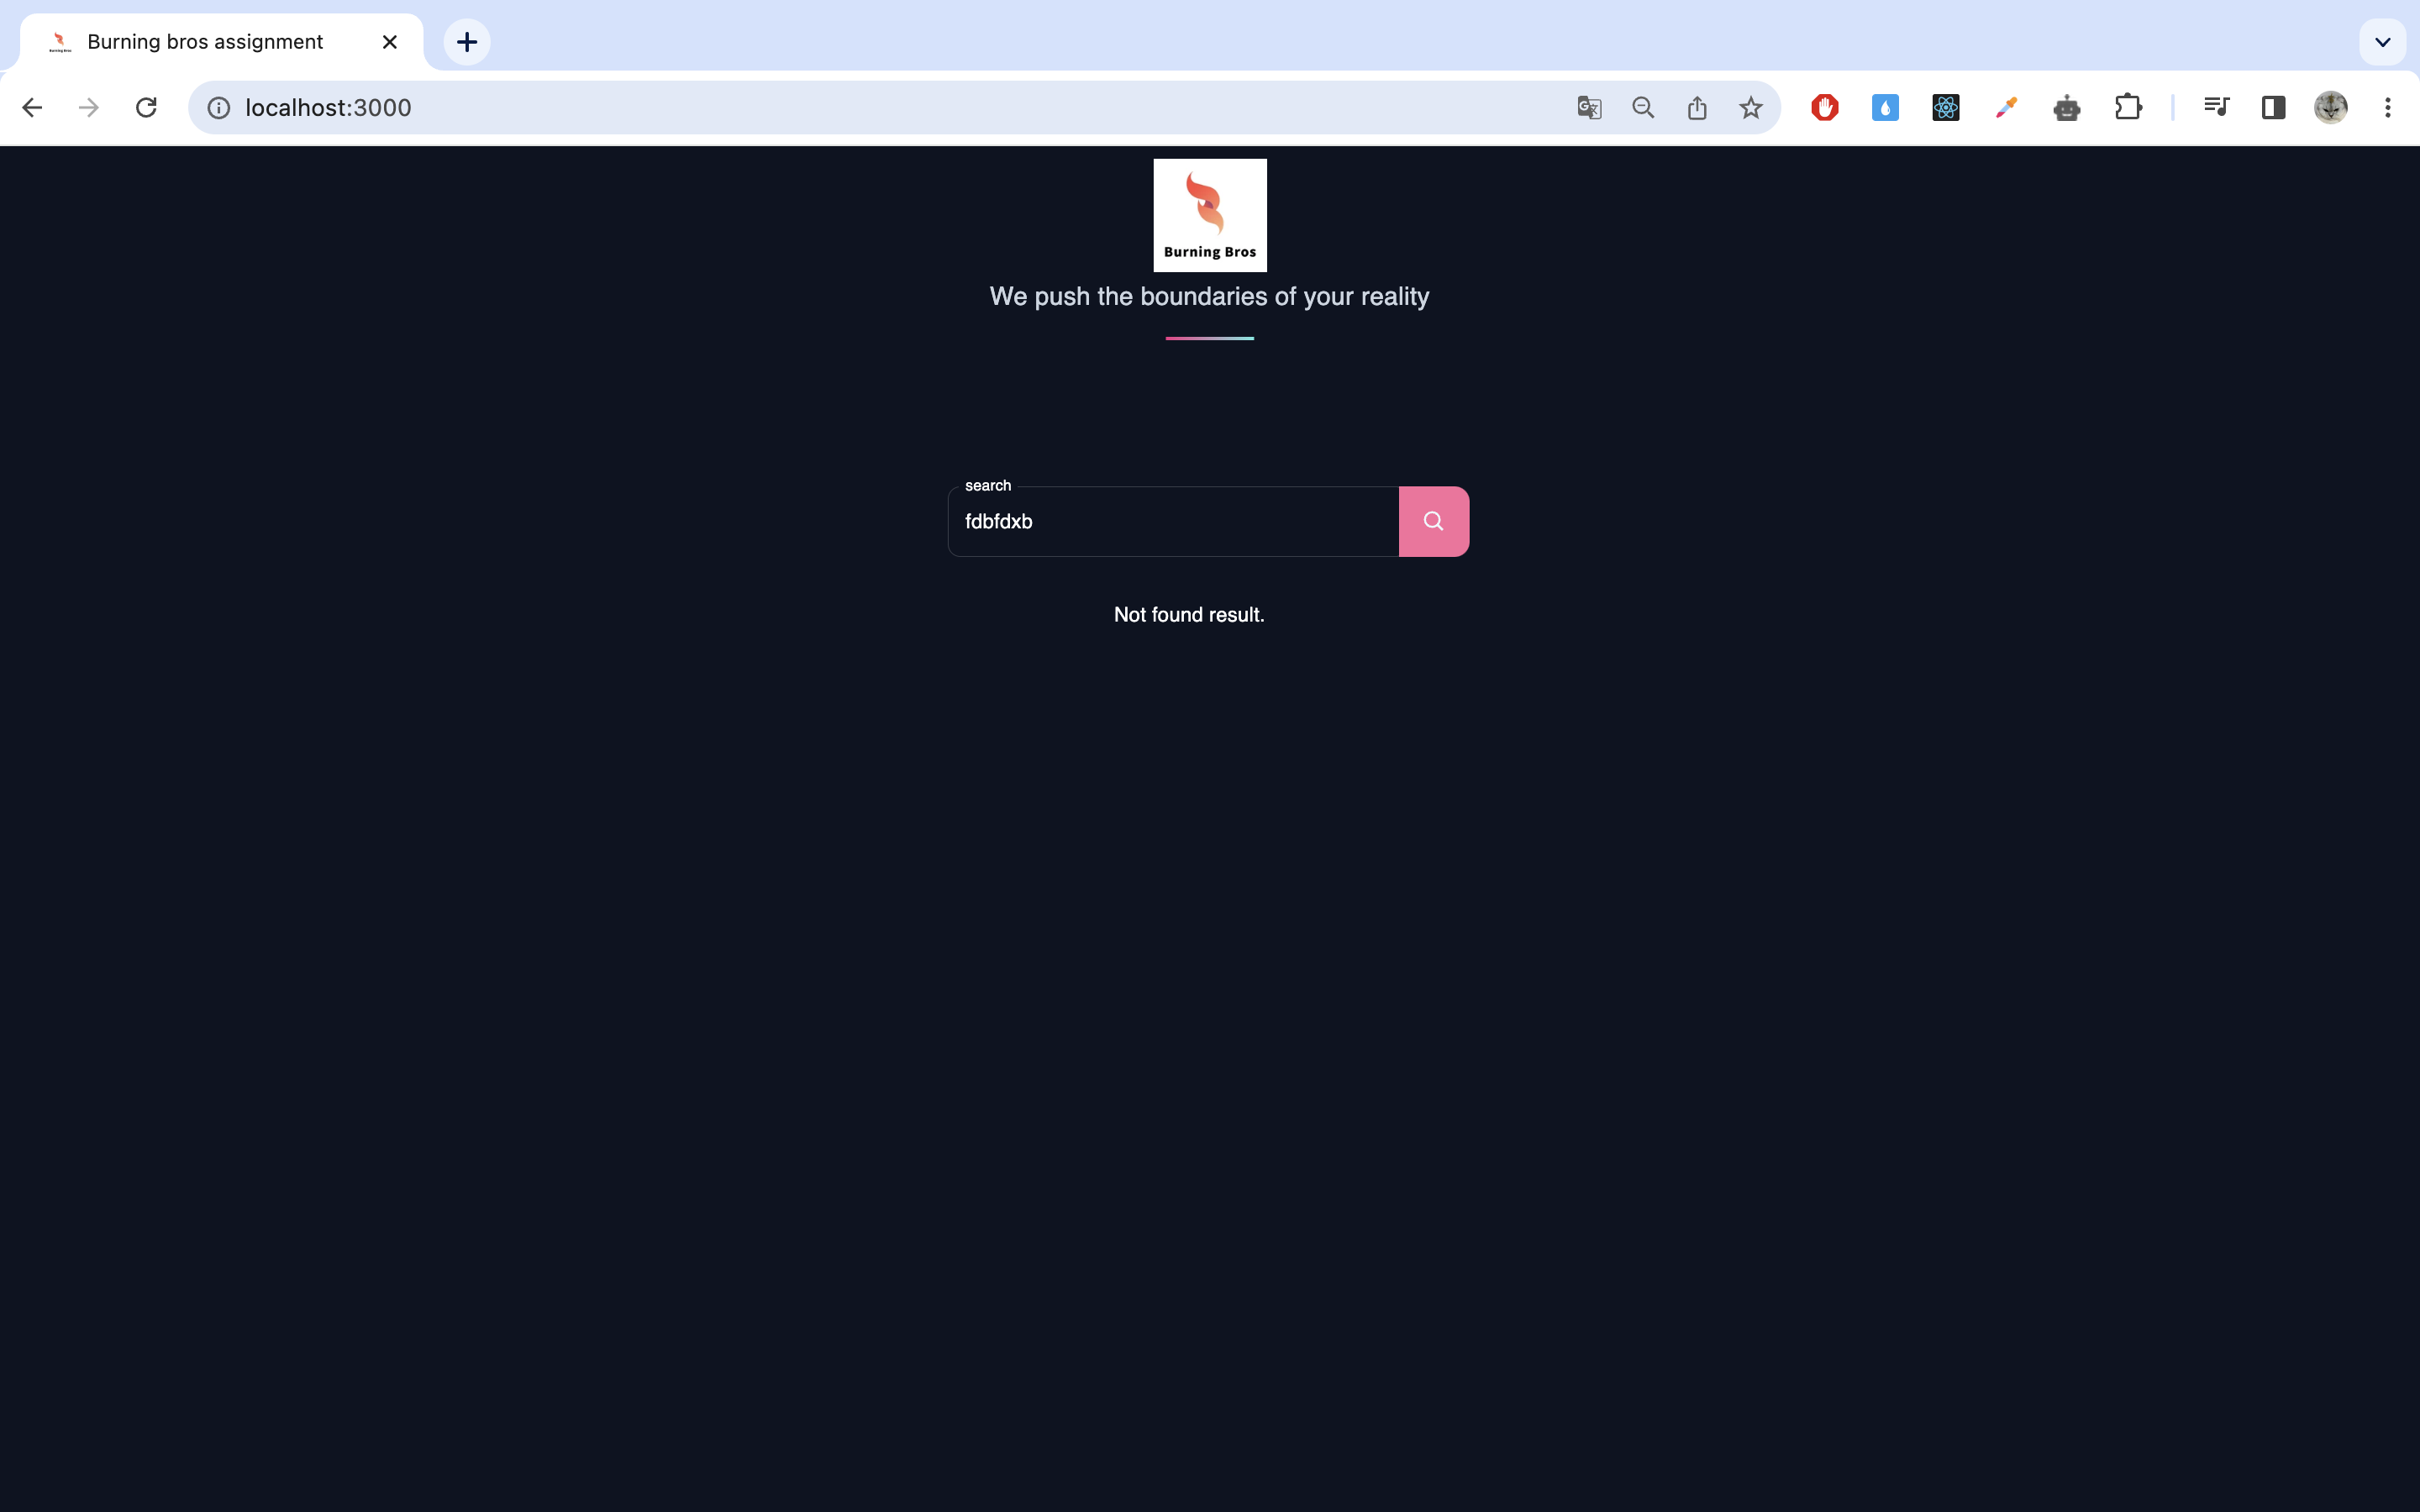 Burning bros assignment
localhost:3000
Burning Bros
We push the boundaries of your reality
search
fdbfdxb
Not found result.